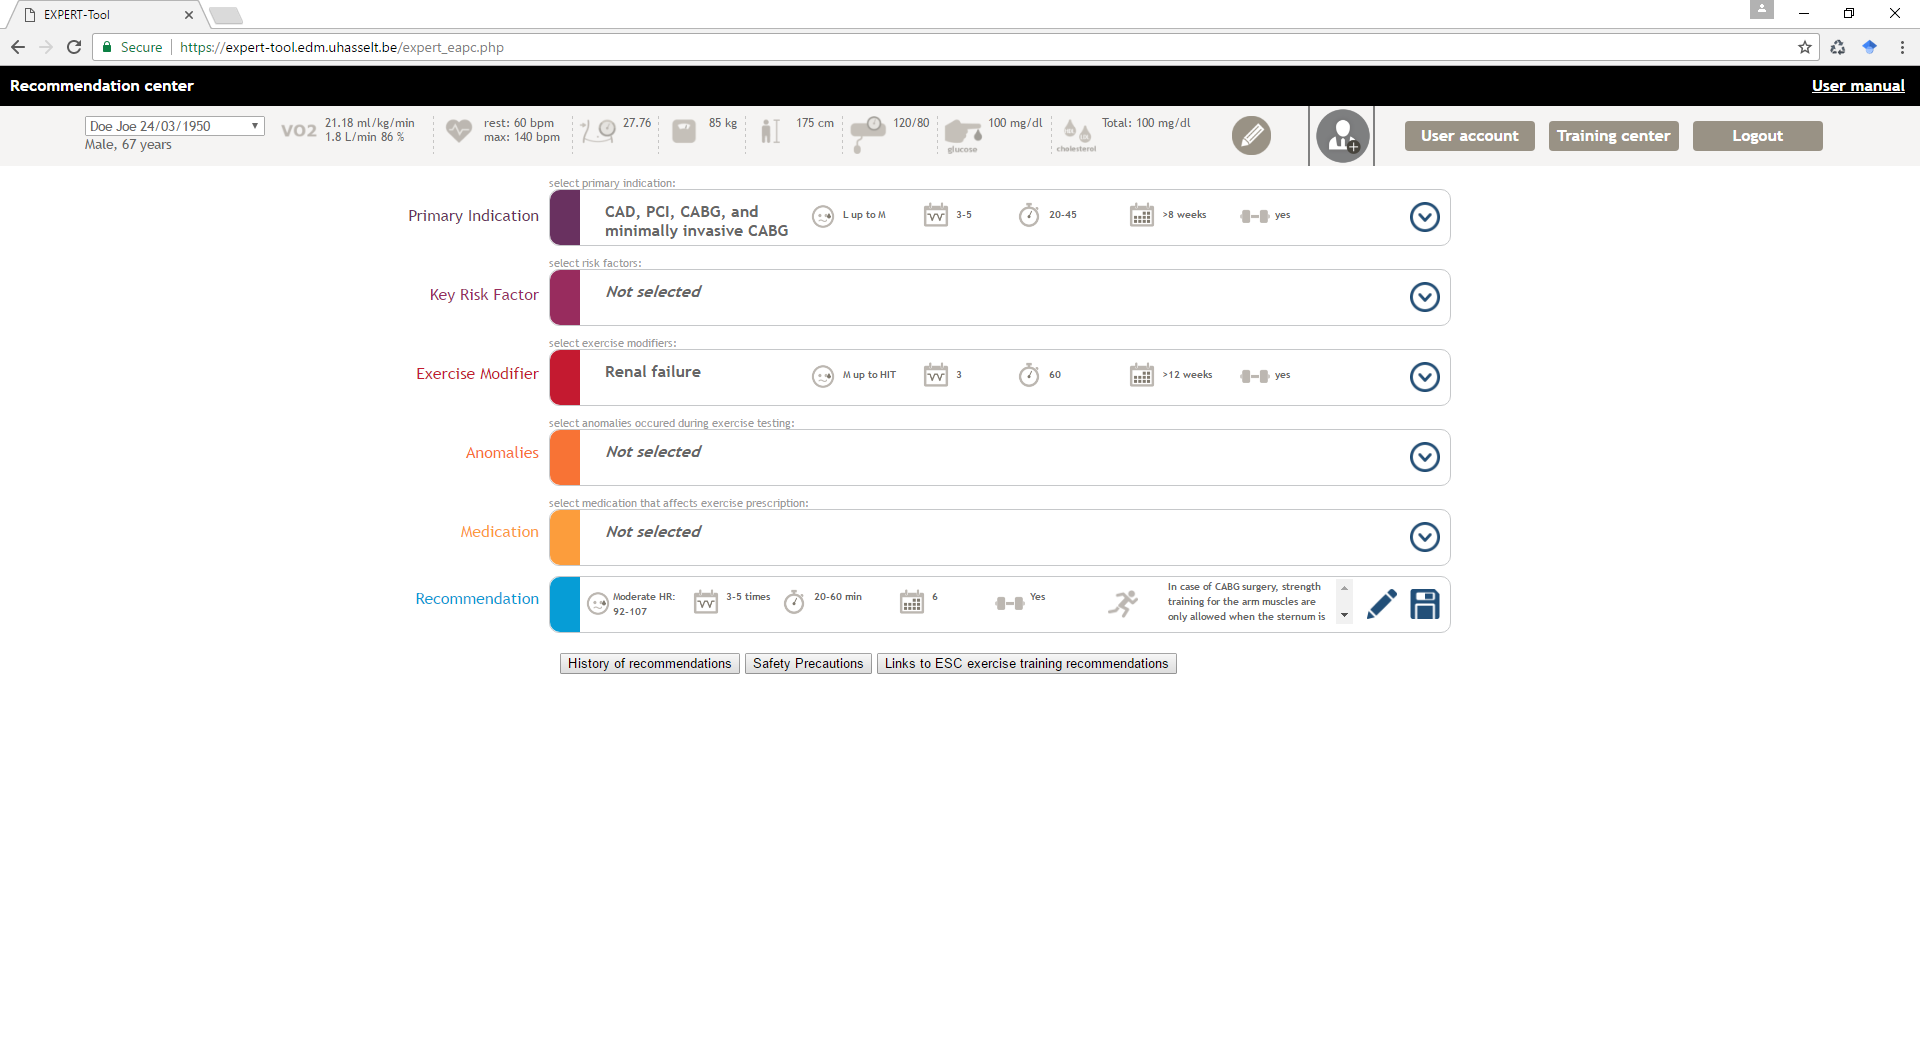 EXPERT-Tool
Secure https://expert-tool.edm.uhasselt.be/expert_eapc.php
Recommendation center
User manual
Doe Joe 24/03/1950
Male, 67 years
VO2
21.18 ml/kg/min
1.8 L/min 86 %
rest: 60 bpm
max: 140 bpm
27.76
85 kg
175 cm
120/80
100 mg/dl
glucose
Total: 100 mg/dl
cholesterol
User account
Training center
Logout
select primary indication:
Primary Indication
CAD, PCI, CABG, and
minimally invasive CABG
L up to M
3-5
20-45
>8 weeks
yes
select risk factors:
Key Risk Factor
Not selected
select exercise modifiers:
Exercise Modifier
Renal failure
M up to HIT
3
60
>12 weeks
yes
select anomalies occured during exercise testing:
Anomalies
Not selected
select medication that affects exercise prescription:
Medication
Not selected
Recommendation
Moderate HR:
92-107
3-5 times
20-60 min
6
Yes
In case of CABG surgery, strength
training for the arm muscles are
only allowed when the sternum is
History of recommendations
Safety Precautions
Links to ESC exercise training recommendations